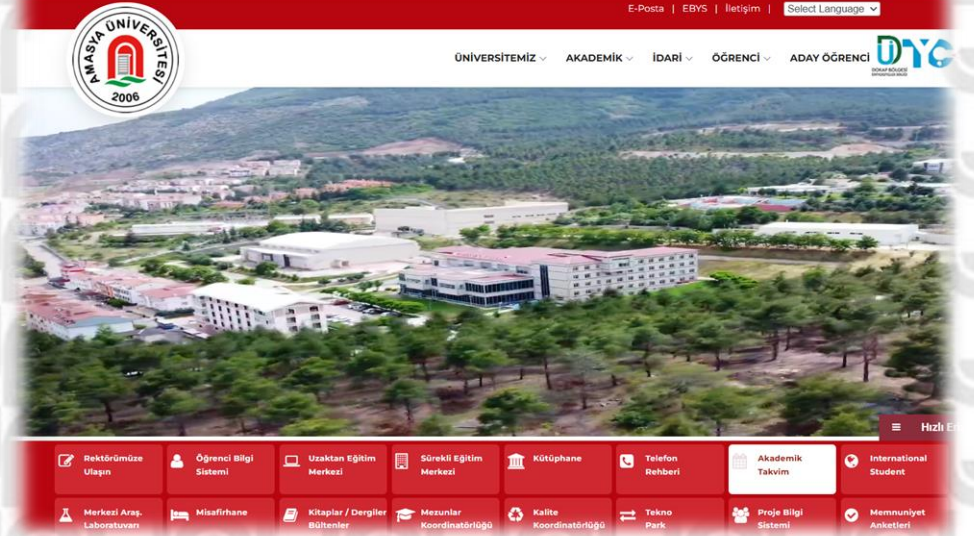 E-Posta | EBYS | İletişim | Select Language
AMASYA ÜNİVERSİTESİ
2006
ÜNİVERSİTEMİZ AKADEMİK İDARİ ÖĞRENCİ ADAY ÖĞRENCİ
ÜYG
Hızlı
Rektörümüze
Ulaşın
Öğrenci Bilgi
Sistemi
Uzaktan Eğitim
Merkezi
Sürekli Eğitim
Merkezi
Kütüphane
Telefon
Rehberi
Akademik
Takvim
International
Student
Merkezi Araş.
Laboratuvarı
Misafirhane
Kitaplar / Dergiler
Bültenler
Mezunlar
Koordinatörlüğü
Kalite
Koordinatörlüğü
Tekno
Park
Proje Bilgi
Sistemi
Memnuniyet
Anketleri